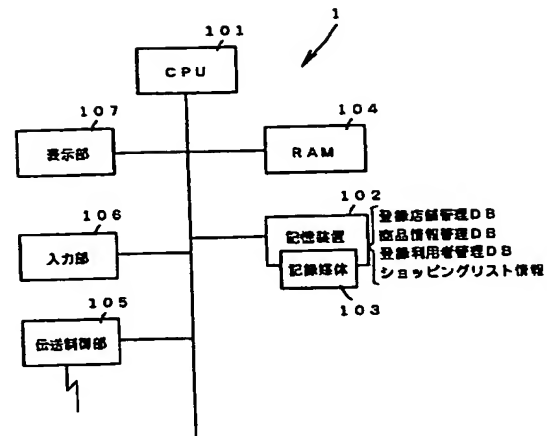 1
101
CPU
107
表示部
104
RAM
102
記憶装置
登録店舗管理DB
商品情報管理DB
登録利用者管理DB
ショッピングリスト情報
106
入力部
記録媒体
103
105
伝送制御部